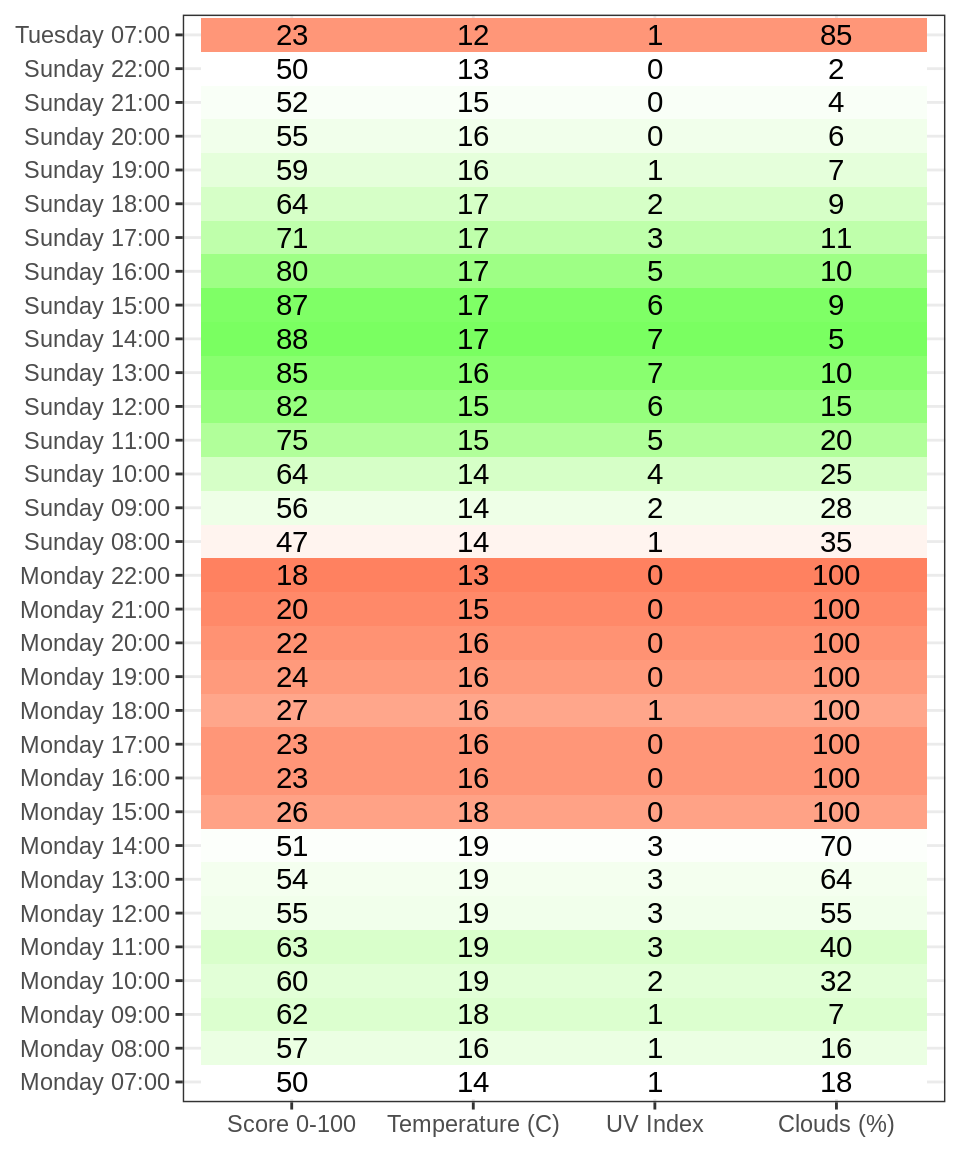 Tuesday 07:00 23 12 1 85
Sunday 22:00 50 13 0 2
Sunday 21:00 52 15 0 4
Sunday 20:00 55 16 0 6
Sunday 19:00 59 16 1 7
Sunday 18:00 64 17 2 9
Sunday 17:00 71 17 3 11
Sunday 16:00 80 17 5 10
Sunday 15:00 87 17 6 9
Sunday 14:00 88 17 7 5
Sunday 13:00 85 16 7 10
Sunday 12:00 82 15 6 15
Sunday 11:00 75 15 5 20
Sunday 10:00 64 14 4 25
Sunday 09:00 56 14 2 28
Sunday 08:00 47 14 1 35
Monday 22:00 18 13 0 100
Monday 21:00 20 15 0 100
Monday 20:00 22 16 0 100
Monday 19:00 24 16 0 100
Monday 18:00 27 16 1 100
Monday 17:00 23 16 0 100
Monday 16:00 23 16 0 100
Monday 15:00 26 18 0 100
Monday 14:00 51 19 3 70
Monday 13:00 54 19 3 64
Monday 12:00 55 19 3 55
Monday 11:00 63 19 3 40
Monday 10:00 60 19 2 32
Monday 09:00 62 18 1 7
Monday 08:00 57 16 1 16
Monday 07:00 50 14 1 18
Score 0-100 Temperature (C) UV Index Clouds (%)